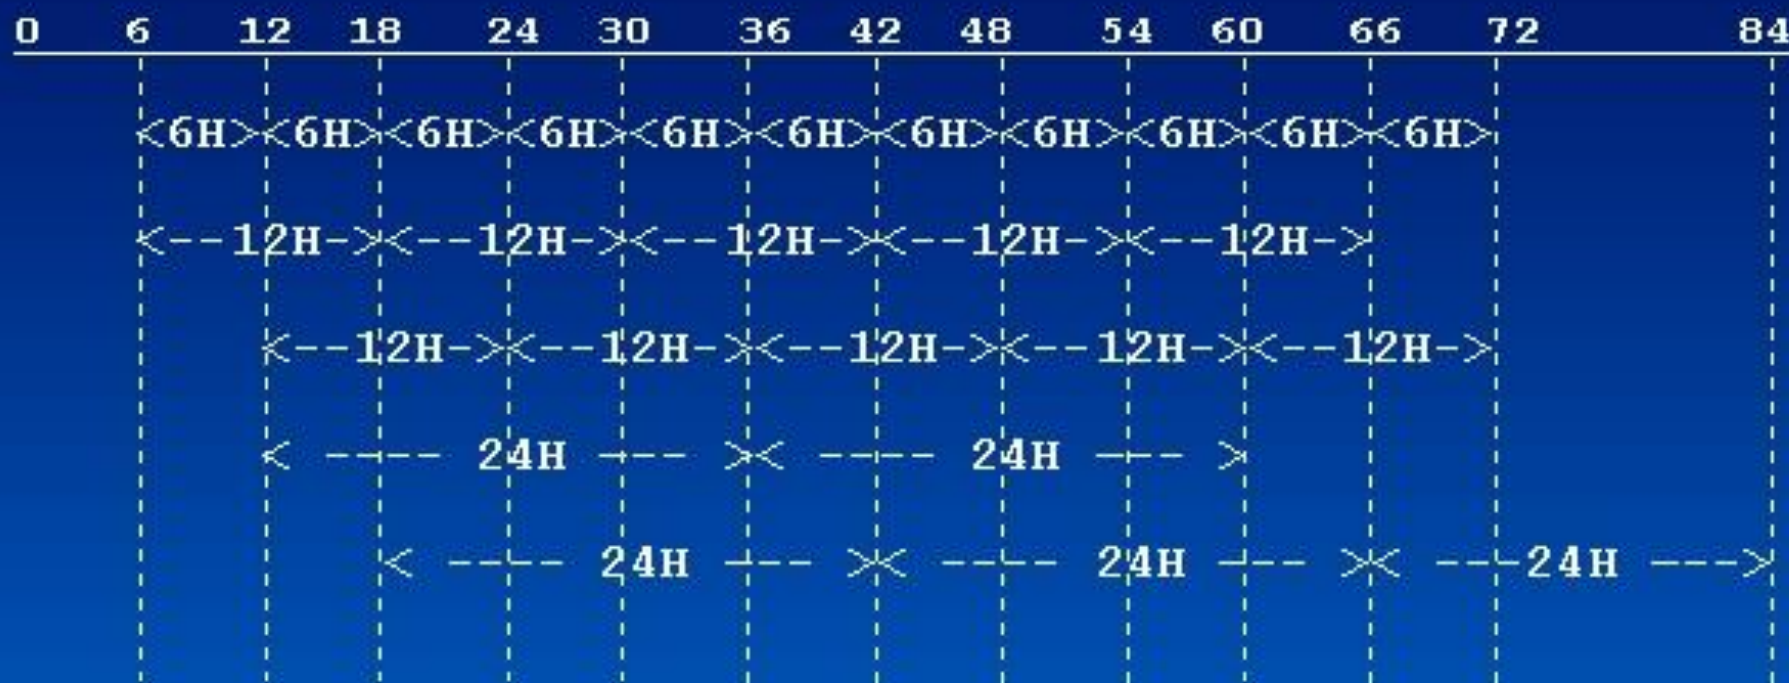 0 6 12 18 24 30 36 42 48 54 60 66 72 84
<6H><6H><6H><6H><6H><6H><6H><6H><6H><6H><6H>
<--12H-><--12H-><--12H-><--12H-><--12H->
<--12H-><--12H-><--12H-><--12H-><--12H->
< ---- 24H --- >< ---- 24H --- >
< ---- 24H --- >< ---- 24H --- >< ---24H --->